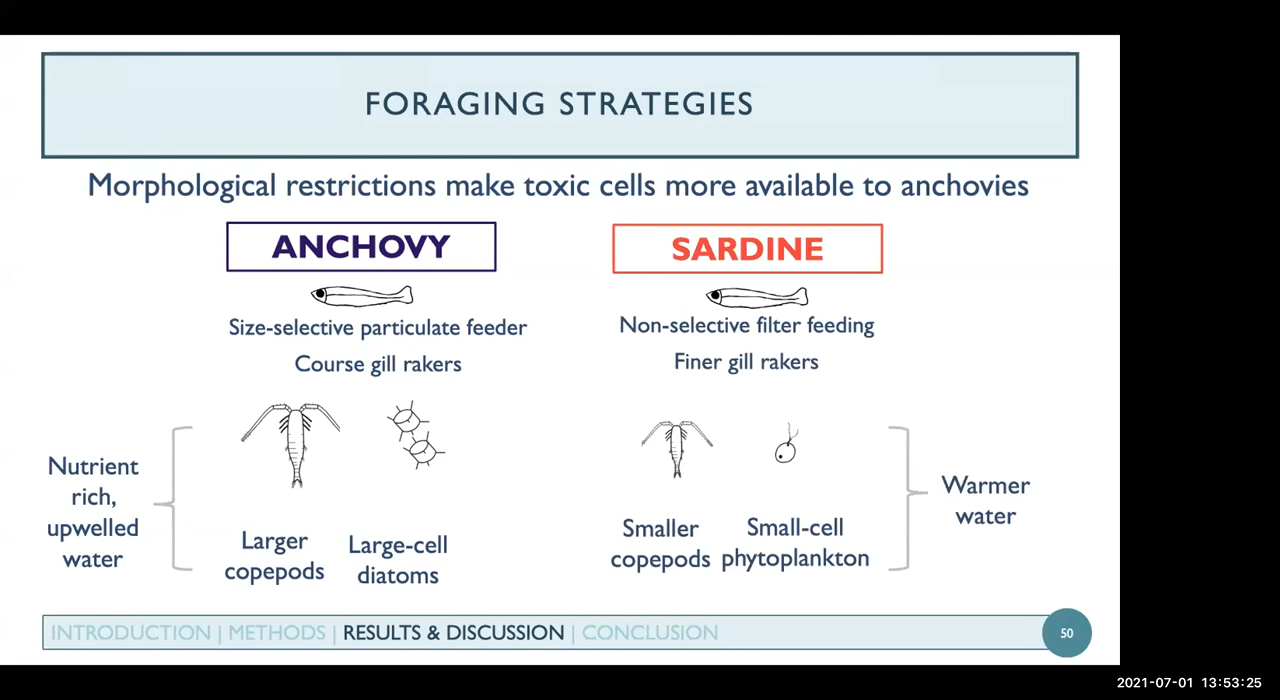 FORAGING STRATEGIES
Morphological restrictions make toxic cells more available to anchovies
ANCHOVY
Size-selective particulate feeder
Course gill rakers
Nutrient
rich,
upwelled
water
Larger
copepods
Large-cell
diatoms
SARDINE
Non-selective filter feeding
Finer gill rakers
Smaller
copepods
Small-cell
phytoplankton
Warmer
water
INTRODUCTION | METHODS | RESULTS & DISCUSSION | CONCLUSION
50
2021-07-01 13:53:25